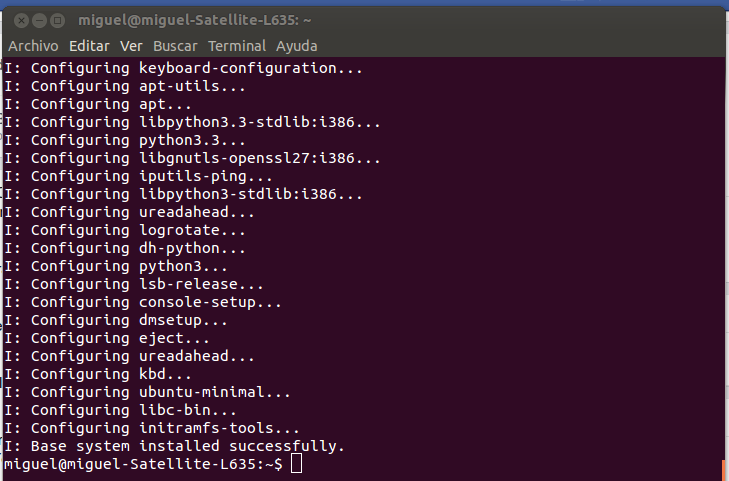 miguel@miguel-Satellite-L635: ~
Archivo Editar Ver Buscar Terminal Ayuda
I: Configuring keyboard-configuration...
I: Configuring apt-utils...
I: Configuring apt...
I: Configuring libpython3.3-stdlib:i386...
I: Configuring python3.3...
I: Configuring libgnutls-openssl27:i386...
I: Configuring iputils-ping...
I: Configuring libpython3-stdlib:i386...
I: Configuring ureadahead...
I: Configuring logrotate...
I: Configuring dh-python...
I: Configuring python3...
I: Configuring lsb-release...
I: Configuring console-setup...
I: Configuring dmsetup...
I: Configuring eject...
I: Configuring ureadahead...
I: Configuring kbd...
I: Configuring ubuntu-minimal...
I: Configuring libc-bin...
I: Configuring initramfs-tools...
I: Base system installed successfully.
miguel@miguel-Satellite-L635:~$